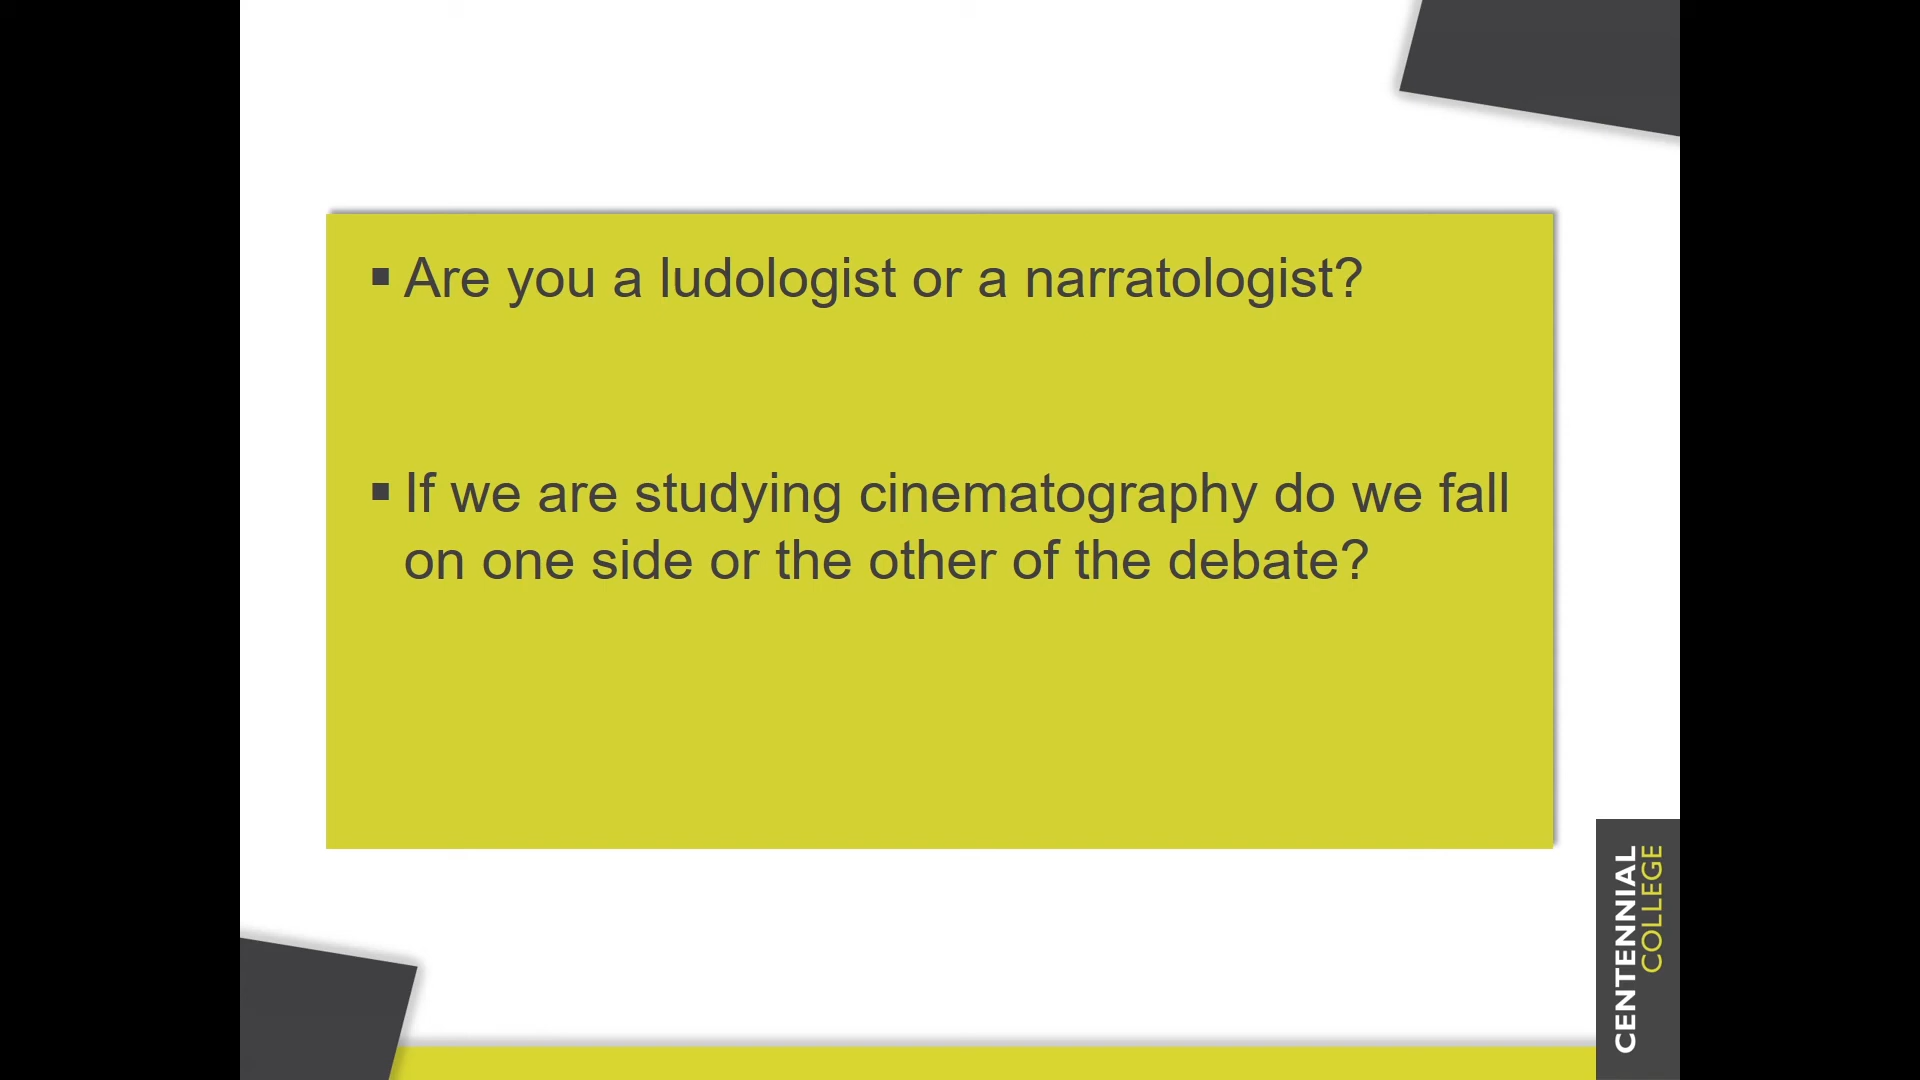 ▪ Are you a ludologist or a narratologist?
▪ If we are studying cinematography do we fall
on one side or the other of the debate?
CENTENNIAL
COLLEGE